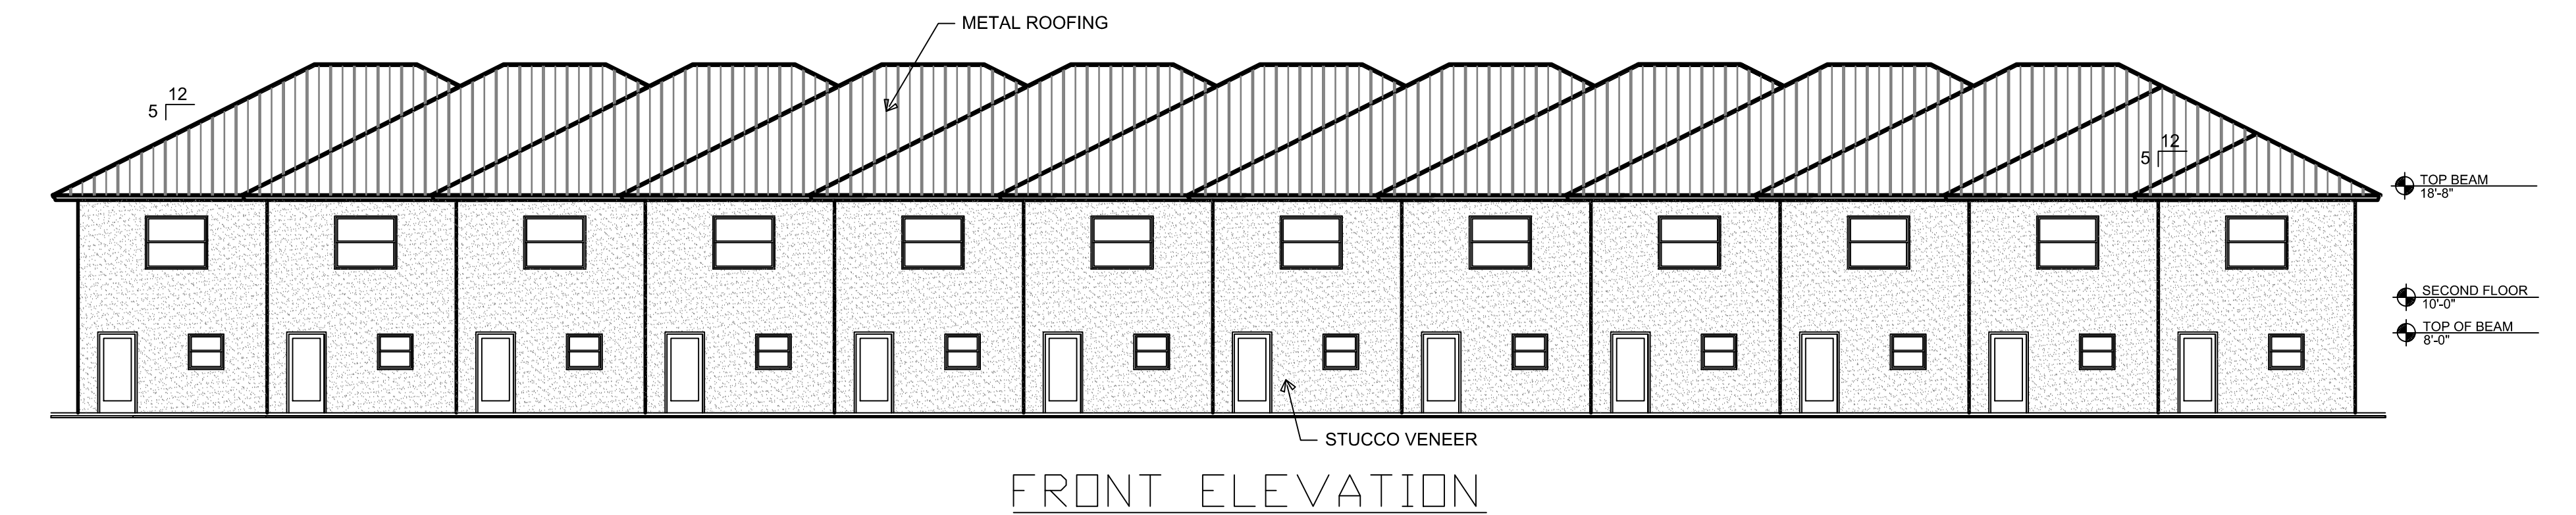 METAL ROOFING
12
5
12
5
TOP BEAM
18'-8"
SECOND FLOOR
10'-0"
TOP OF BEAM
8'-0"
STUCCO VENEER
FRONT ELEVATION